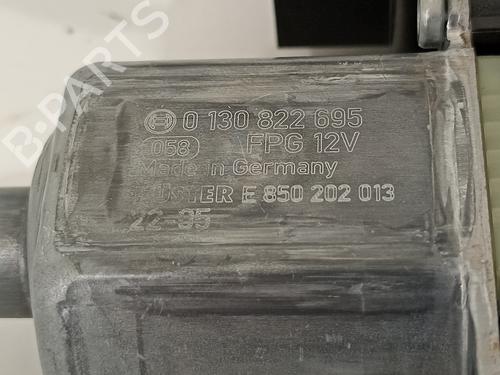 B-PARTS
0 130 822 695
058 FPG 12V
Made in Germany
E 850 202 013